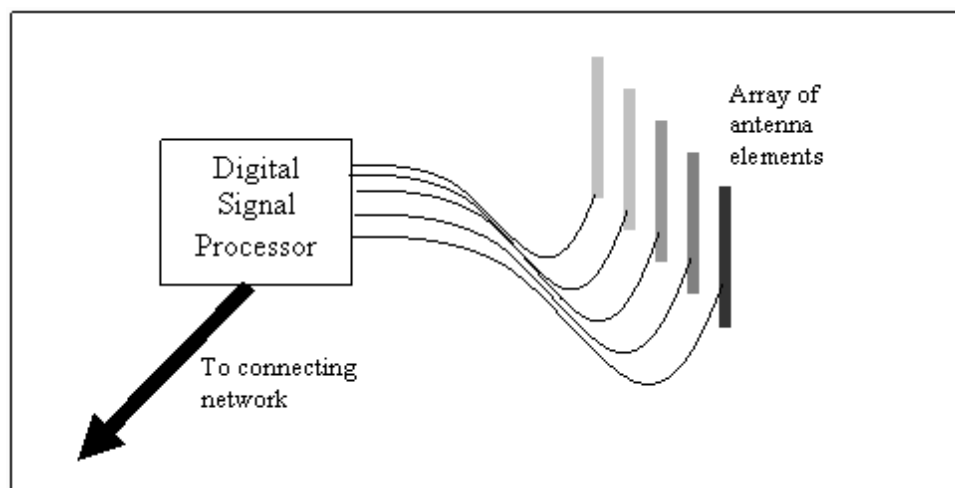 Digital
Signal
Processor
Array of
antenna
elements
To connecting
network